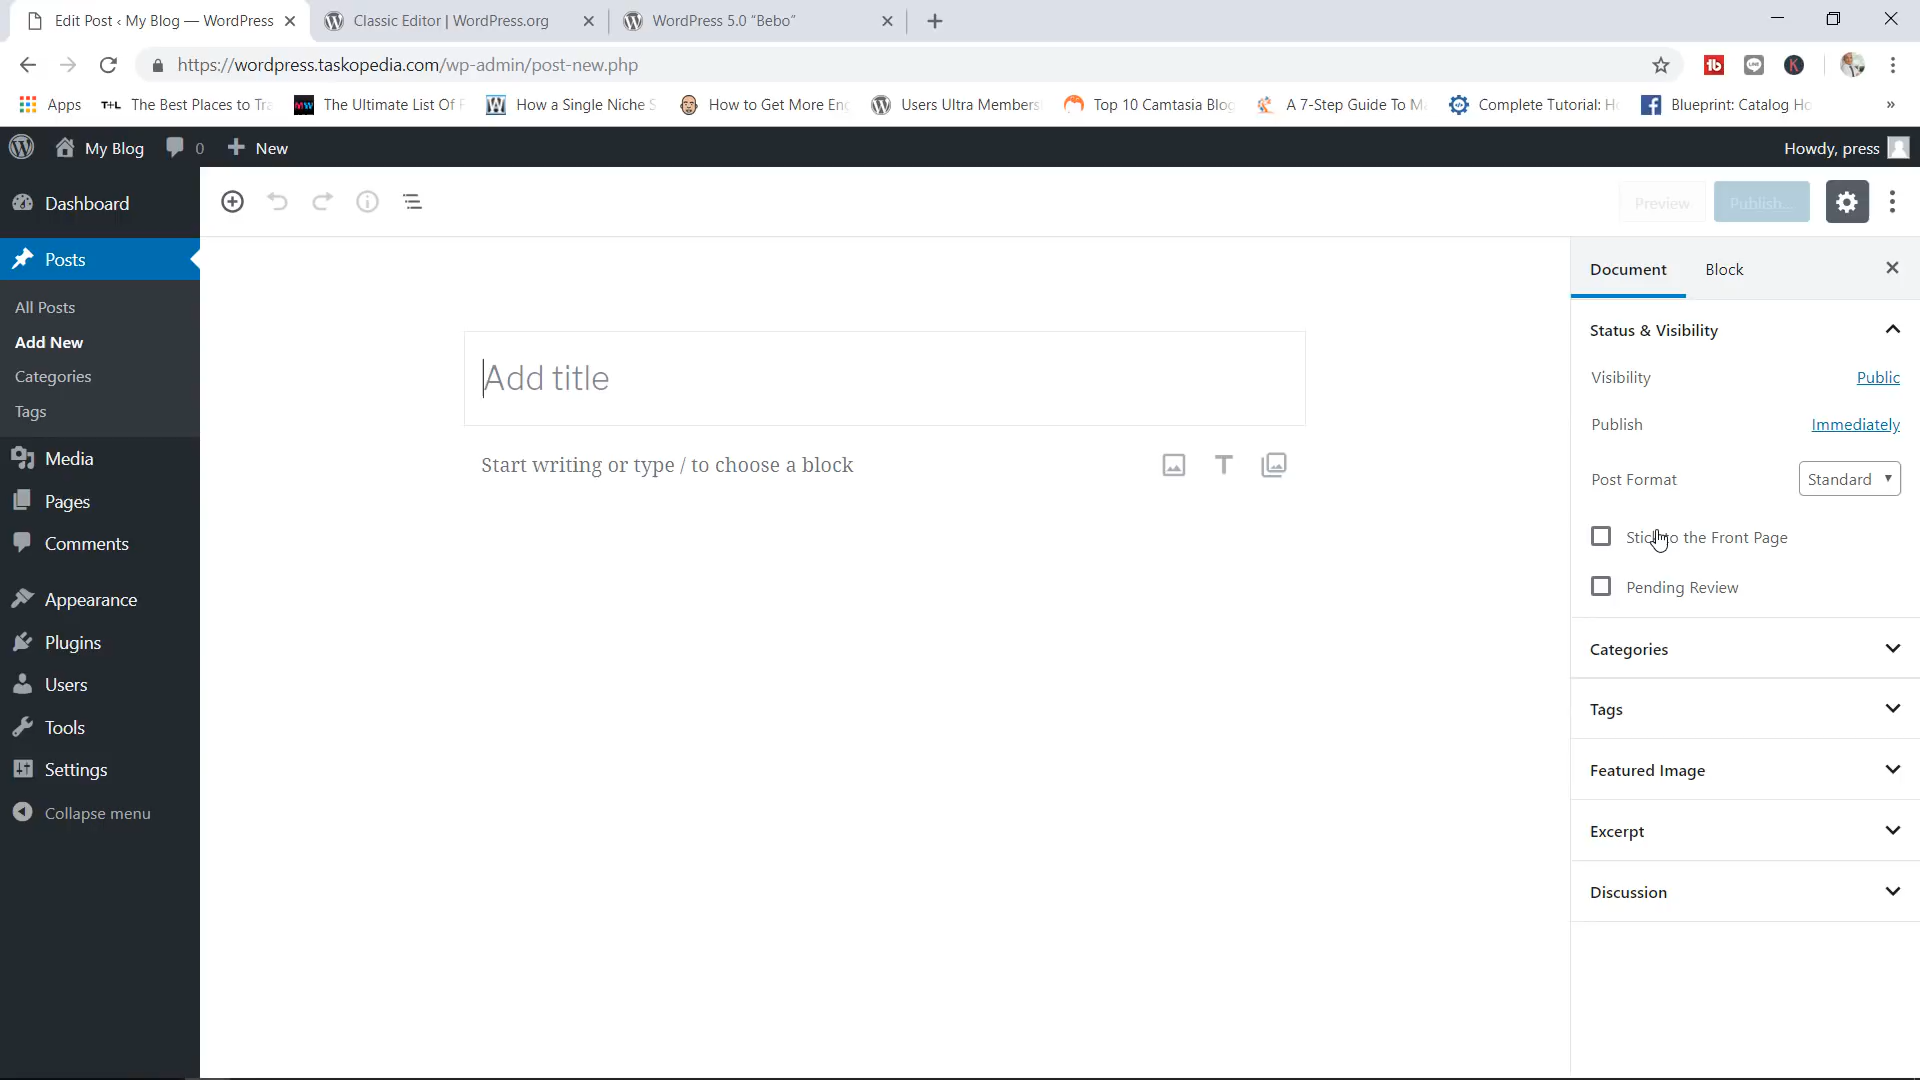 Edit Post ‹ My Blog — WordPress
Classic Editor | WordPress.org
WordPress 5.0 “Bebo”
https://wordpress.taskopedia.com/wp-admin/post-new.php
Apps
T+L The Best Places to Tra
MW The Ultimate List Of F
How a Single Niche S
How to Get More Eng
Users Ultra Members
Top 10 Camtasia Blog
A 7-Step Guide To M
Complete Tutorial: H
Blueprint: Catalog Ho
»
My Blog
0
New
Howdy, press
Dashboard
Posts
All Posts
Add New
Categories
Tags
Media
Pages
Comments
Appearance
Plugins
Users
Tools
Settings
Collapse menu
Preview
Publish...
Add title
Start writing or type / to choose a block
Document
Block
Status & Visibility
Visibility
Public
Publish
Immediately
Post Format
Standard
to the Front Page
Pending Review
Categories
Tags
Featured Image
Excerpt
Discussion